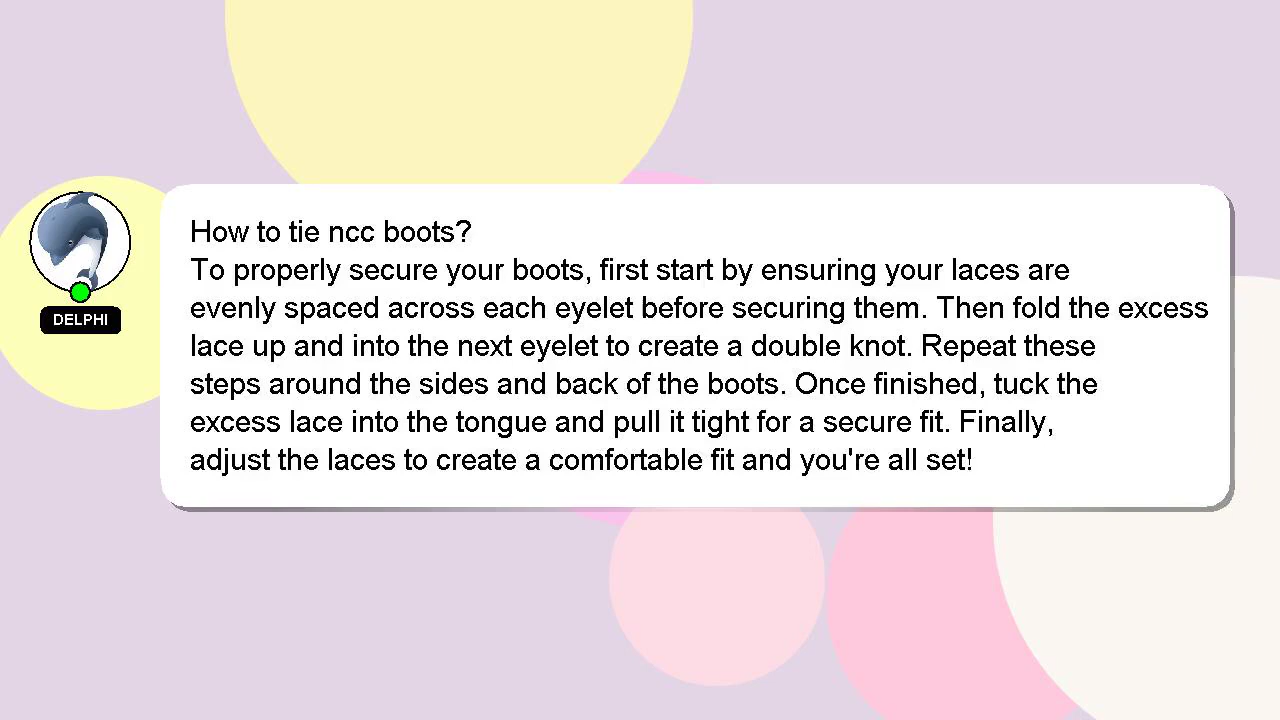 How to tie ncc boots?
To properly secure your boots, first start by ensuring your laces are
evenly spaced across each eyelet before securing them. Then fold the excess
lace up and into the next eyelet to create a double knot. Repeat these
steps around the sides and back of the boots. Once finished, tuck the
excess lace into the tongue and pull it tight for a secure fit. Finally,
adjust the laces to create a comfortable fit and you're all set!
DELPHI